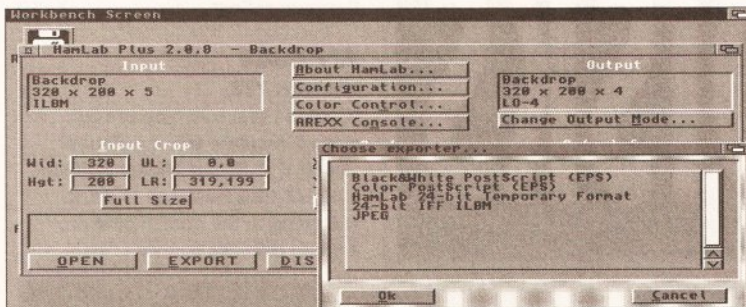 Workbench Screen
HamLab Plus 2.0.8 - Backdrop
Input
Backdrop
320 x 200 x 5
ILBM
About HamLab...
Configuration...
Color Control...
AREXX Console...
Output
Backdrop
320 x 200 x 4
LO-4
Change Output Mode...
Input Crop
Wid: 320 UL: 0,0
Hgt: 200 LR: 319,199
Full Size
OPEN
EXPORT
DIS
Choose exporter...
Black&White PostScript (EPS)
Color PostScript (EPS)
HamLab 24-bit Temporary Format
24-bit IFF ILBM
JPEG
Ok
Cancel